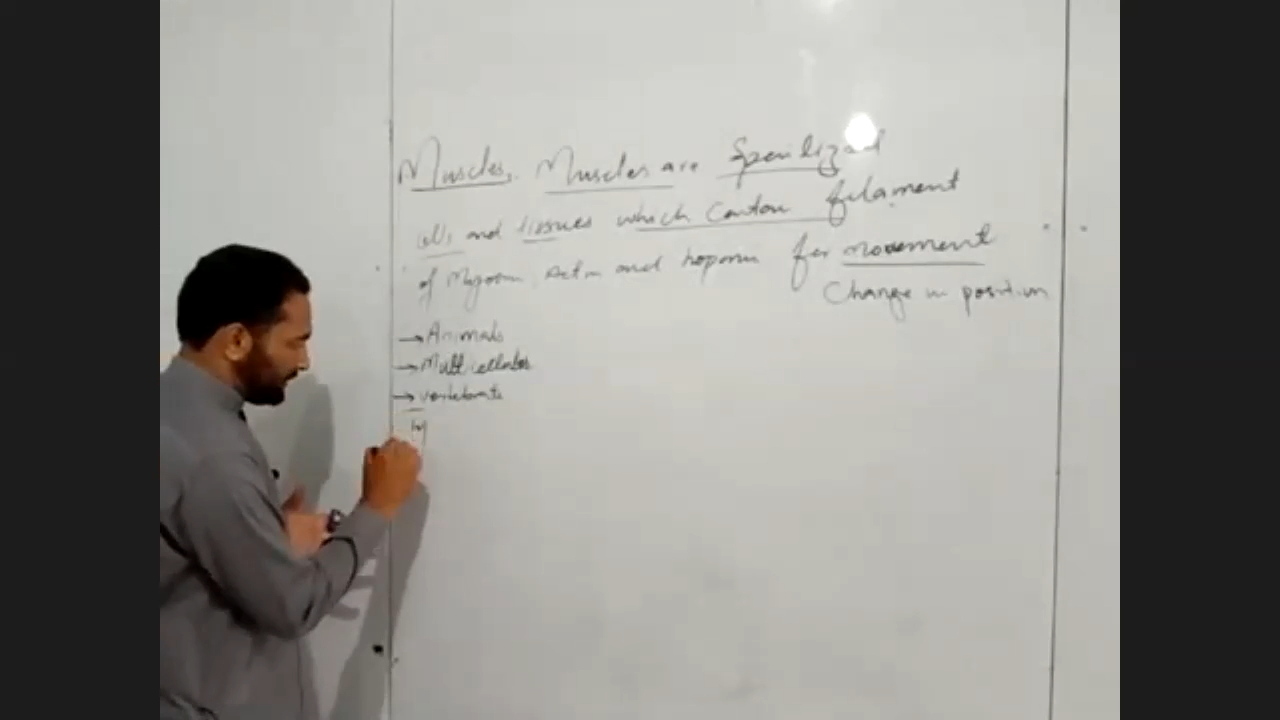 Muscles. Muscles are Specilized
cells and tissues which Contain filament
of Myosin, Actin and troponin for movement
Change in position
→ Animals
→ Multicellular
→ vertebrate